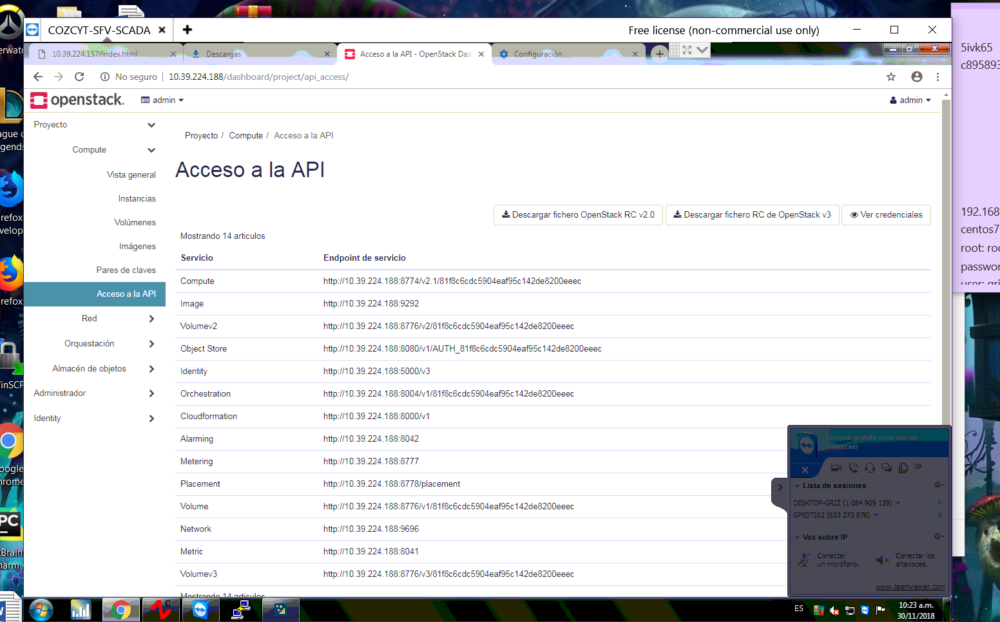 COZCYT-SFV-SCADA
Free license (non-commercial use only)
10.39.224.157/index.html
Descargas
Acceso a la API - OpenStack Das
Configuración
No seguro
10.39.224.188/dashboard/project/api_access/
openstack.
admin
admin
Proyecto
Compute
Vista general
Instancias
Volúmenes
Imágenes
Pares de claves
Acceso a la API
Red
Orquestación
Almacén de objetos
Administrador
Identity
Proyecto / Compute / Acceso a la API
Acceso a la API
Descargar fichero OpenStack RC v2.0
Descargar fichero RC de OpenStack v3
Ver credenciales
Mostrando 14 articulos
Servicio Endpoint de servicio
Compute http://10.39.224.188:8774/v2.1/81f8c6cdc5904eaf95c142de8200eeec
Image http://10.39.224.188:9292
Volumev2 http://10.39.224.188:8776/v2/81f8c6cdc5904eaf95c142de8200eeec
Object Store http://10.39.224.188:8080/v1/AUTH_81f8c6cdc5904eaf95c142de8200eeec
Identity http://10.39.224.188:5000/v3
Orchestration http://10.39.224.188:8004/v1/81f8c6cdc5904eaf95c142de8200eeec
Cloudformation http://10.39.224.188:8000/v1
Alarming http://10.39.224.188:8042
Metering http://10.39.224.188:8777
Placement http://10.39.224.188:8778/placement
Volume http://10.39.224.188:8776/v1/81f8c6cdc5904eaf95c142de8200eeec
Network http://10.39.224.188:9696
Metric http://10.39.224.188:8041
Volumev3 http://10.39.224.188:8776/v3/81f8c6cdc5904eaf95c142de8200eeec
Mostrando 14 articulos
Licencia gratuita (solo uso no
comercial)
Lista de sesiones
DESKTOP-GRIZ (1 084 909 129)
GPSDTI02 (833 273 876)
Voz sobre IP
Conectar
un micrófono.
Conectar los
altavoces.
www.teamviewer.com
ES
10:23 a.m.
30/11/2018
5ivk65
c895893
192.168
centos7
root: roo
passwor
user: gri
erwatc
ague o
gends
refox
velop
refox
inSCP
oogle
hrome
PC
tBrain
harm